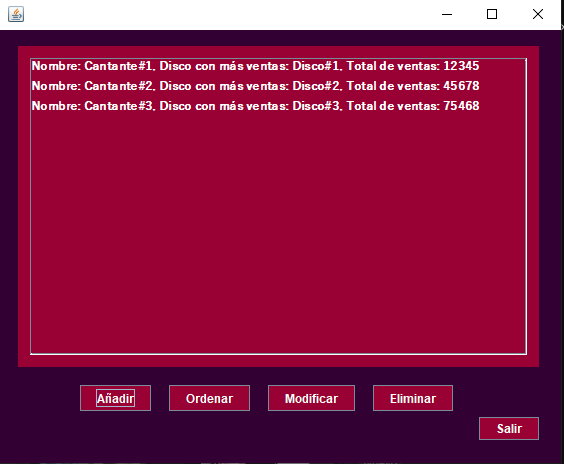 Nombre: Cantante#1, Disco con más ventas: Disco#1, Total de ventas: 12345
Nombre: Cantante#2, Disco con más ventas: Disco#2, Total de ventas: 45678
Nombre: Cantante#3, Disco con más ventas: Disco#3, Total de ventas: 75468
Añadir Ordenar Modificar Eliminar
Salir